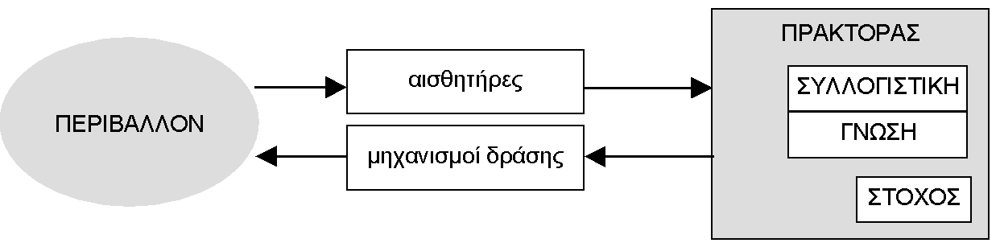 ΠΕΡΙΒΑΛΛΟΝ
αισθητήρες
μηχανισμοί δράσης
ΠΡΑΚΤΟΡΑΣ
ΣΥΛΛΟΓΙΣΤΙΚΗ
ΓΝΩΣΗ
ΣΤΟΧΟΣ